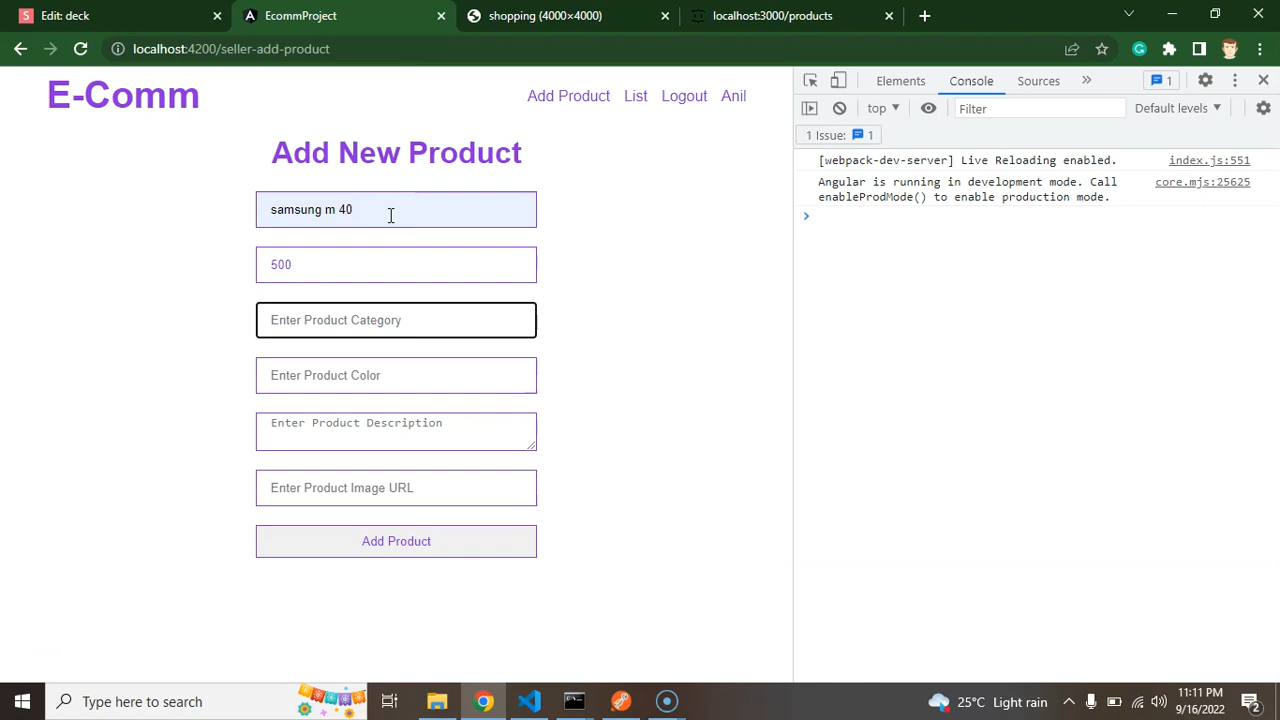 Edit: deck
EcommProject
shopping (4000×4000)
localhost:3000/products
localhost:4200/seller-add-product
E-Comm
Add Product
List
Logout
Anil
Add New Product
samsung m 40
500
Enter Product Category
Enter Product Color
Enter Product Description
Enter Product Image URL
Add Product
Elements
Console
Sources
1
top
Filter
Default levels
1 Issue: 1
[webpack-dev-server] Live Reloading enabled. index.js:551
Angular is running in development mode. Call core.mjs:25625
enableProdMode() to enable production mode.
Type here to search
25°C Light rain
11:11 PM
9/16/2022
2